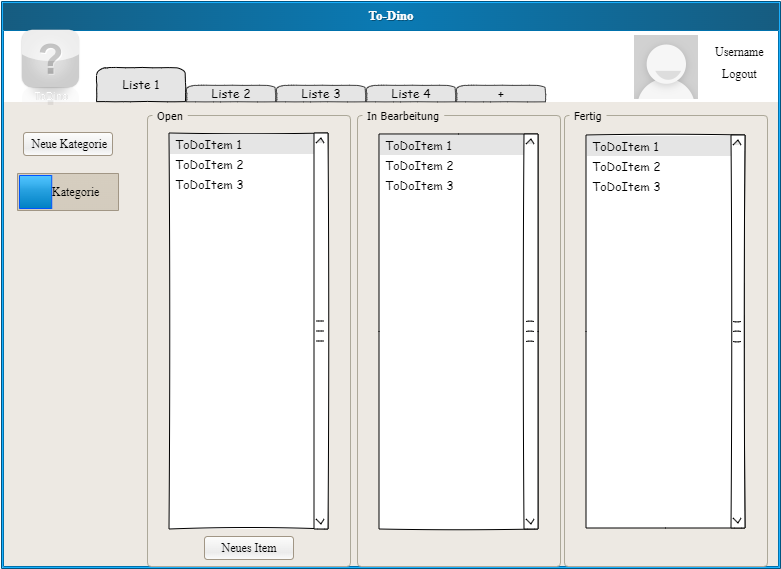 To-Dino
?
Username
Logout
Liste 1
Liste 2
Liste 3
Liste 4
+
Neue Kategorie
Kategorie
Open
ToDoItem 1
ToDoItem 2
ToDoItem 3
Neues Item
In Bearbeitung
ToDoItem 1
ToDoItem 2
ToDoItem 3
Fertig
ToDoItem 1
ToDoItem 2
ToDoItem 3